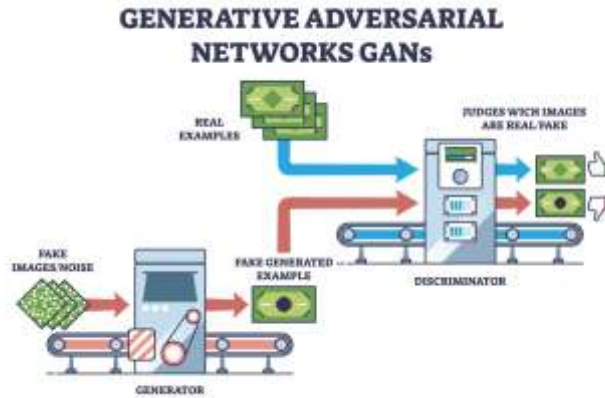 GENERATIVE ADVERSARIAL
NETWORKS GANs
REAL
EXAMPLES
JUDGES WICH IMAGES
ARE REAL/FAKE
FAKE
IMAGES/NOISE
FAKE GENERATED
EXAMPLE
DISCRIMINATOR
GENERATOR